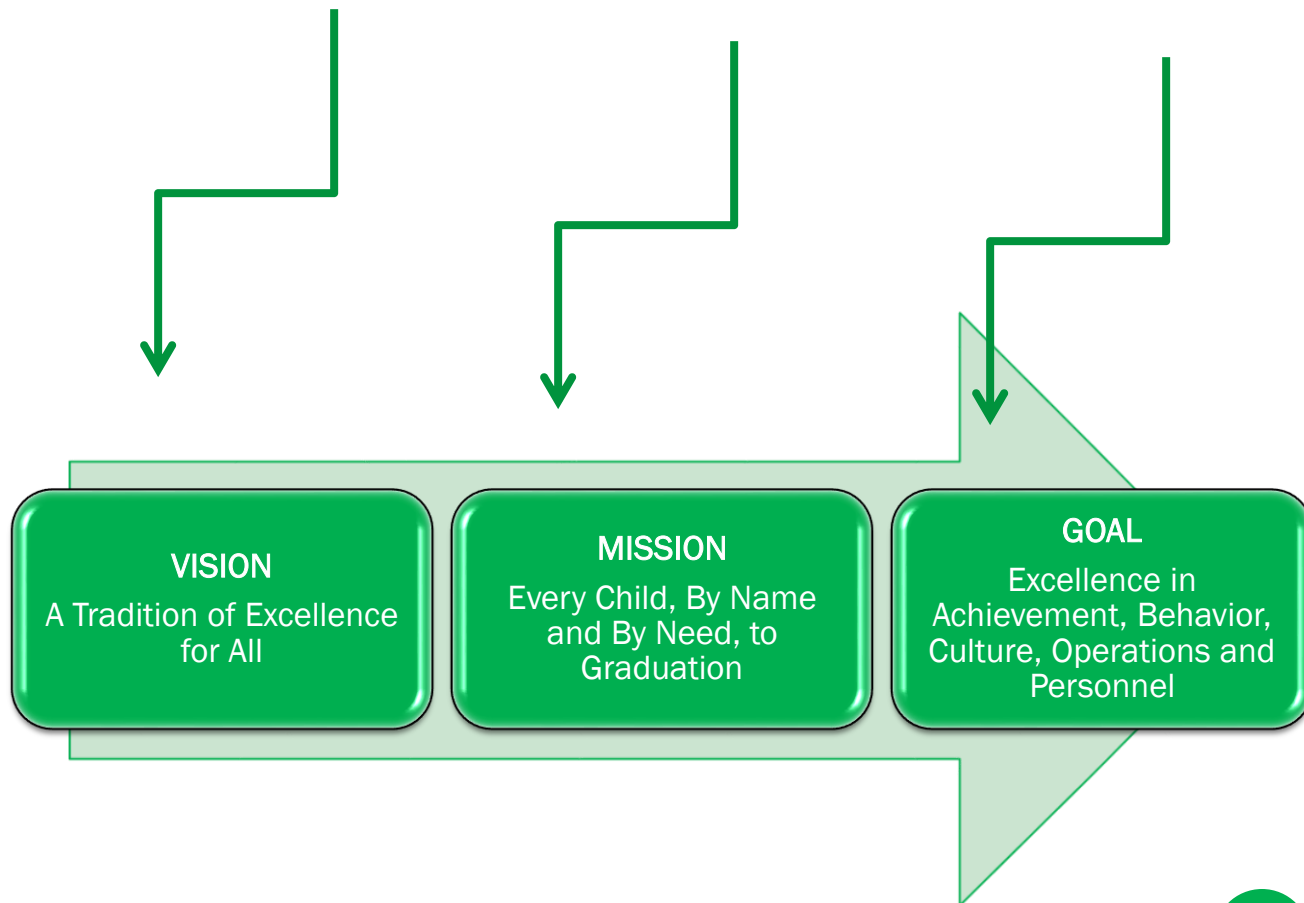 VISION
A Tradition of Excellence
for All
MISSION
Every Child, By Name
and By Need, to
Graduation
GOAL
Excellence in
Achievement, Behavior,
Culture, Operations and
Personnel